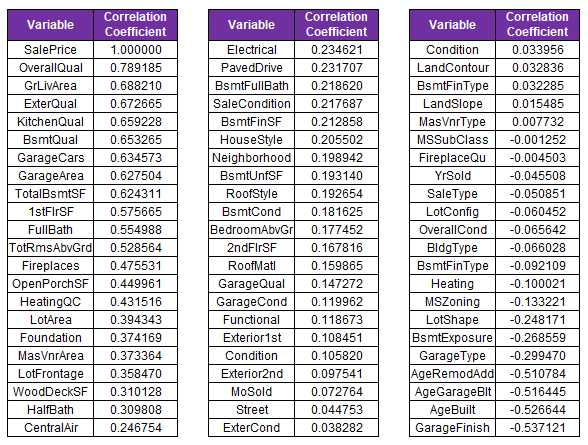 Variable Correlation Coefficient
SalePrice 1.000000
OverallQual 0.789185
GrLivArea 0.688210
ExterQual 0.672665
KitchenQual 0.659228
BsmtQual 0.653265
GarageCars 0.634573
GarageArea 0.627504
TotalBsmtSF 0.624311
1stFlrSF 0.575665
FullBath 0.554988
TotRmsAbvGrd 0.528564
Fireplaces 0.475531
OpenPorchSF 0.449961
HeatingQC 0.431516
LotArea 0.394343
Foundation 0.374169
MasVnrArea 0.373364
LotFrontage 0.358470
WoodDeckSF 0.310128
HalfBath 0.309808
CentralAir 0.246754
Variable Correlation Coefficient
Electrical 0.234621
PavedDrive 0.231707
BsmtFullBath 0.218620
SaleCondition 0.217687
BsmtFinSF 0.212858
HouseStyle 0.205502
Neighborhood 0.198942
BsmtUnfSF 0.193140
RoofStyle 0.192654
BsmtCond 0.181625
BedroomAbvGr 0.177452
2ndFlrSF 0.167816
RoofMatl 0.159865
GarageQual 0.147272
GarageCond 0.119962
Functional 0.118673
Exterior1st 0.108451
Condition 0.105820
Exterior2nd 0.097541
MoSold 0.072764
Street 0.044753
ExterCond 0.038282
Variable Correlation Coefficient
Condition 0.033956
LandContour 0.032836
BsmtFinType 0.032285
LandSlope 0.015485
MasVnrType 0.007732
MSSubClass -0.001252
FireplaceQu -0.004503
YrSold -0.045508
SaleType -0.050851
LotConfig -0.060452
OverallCond -0.065642
BldgType -0.066028
BsmtFinType -0.092109
Heating -0.100021
MSZoning -0.133221
LotShape -0.248171
BsmtExposure -0.268559
GarageType -0.299470
AgeRemodAdd -0.510784
AgeGarageBlt -0.516445
AgeBuilt -0.526644
GarageFinish -0.537121